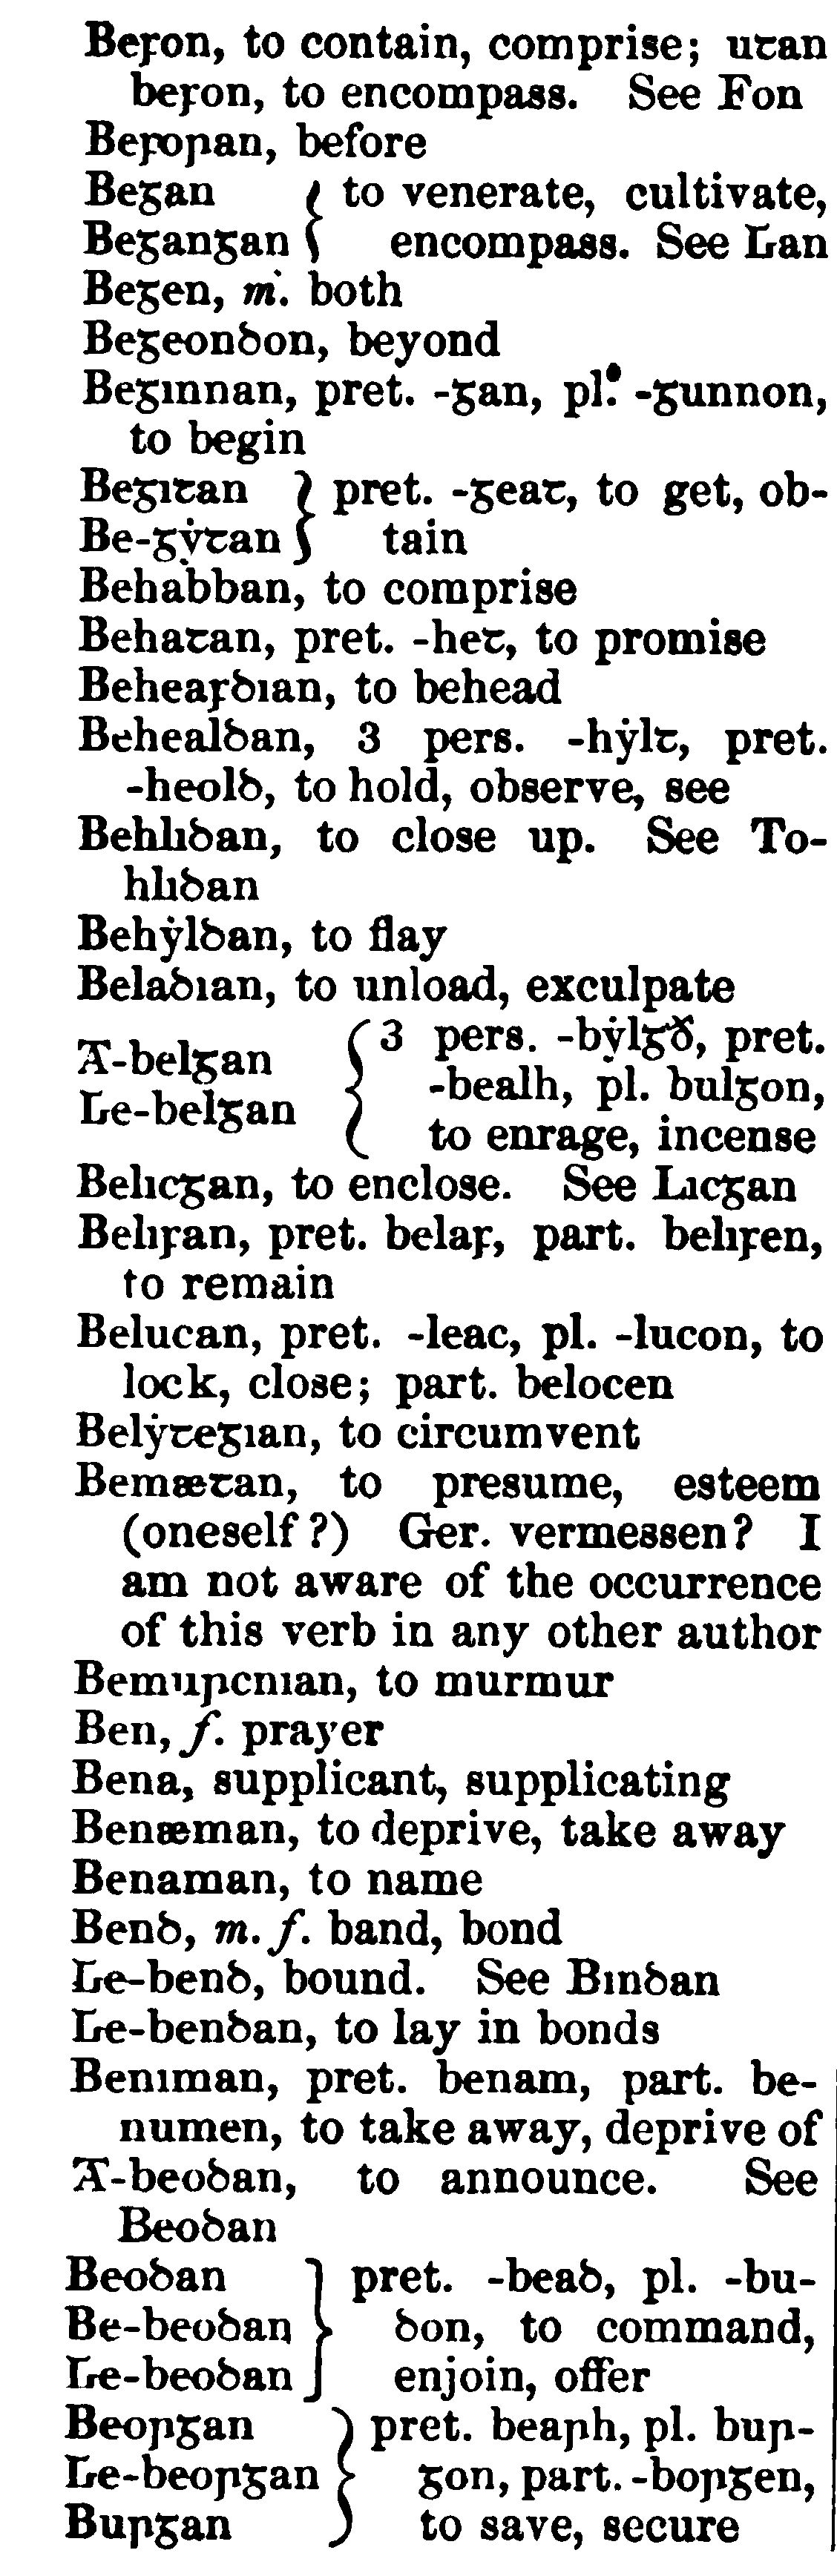 Beꝼon, to contain, comprise; uꞇan
beꝼon, to encompass. See Fon
Beꝼoꞃan, before
Beᵹan { to venerate, cultivate,
Beᵹanᵹan { encompass. See Ᵹan
Beᵹen, m. both
Beᵹeonꝺon, beyond
Beᵹınnan, pret. -ᵹan, pl. -ᵹunnon,
to begin
Beᵹıꞇan } pret. -ᵹeaꞇ, to get, ob-
Be-ᵹẏꞇan } tain
Behabban, to comprise
Behaꞇan, pret. -heꞇ, to promise
Beheaꝼꝺıan, to behead
Behealꝺan, 3 pers. -hẏlꞇ, pret.
-heolꝺ, to hold, observe, see
Behlıꝺan, to close up. See To-
hlıꝺan
Behẏlꝺan, to flay
Belaꝺıan, to unload, exculpate
Ā-belᵹan { 3 pers. -bẏlᵹð, pret.
Ᵹe-belᵹan { -bealh, pl. bulᵹon,
to enrage, incense
Belıcᵹan, to enclose. See Lıcᵹan
Belıꝼan, pret. belaꝼ, part. belıꝼen,
to remain
Belucan, pret. -leac, pl. -lucon, to
lock, close; part. belocen
Belẏꞇeᵹıan, to circumvent
Bemæꞇan, to presume, esteem
(oneself?) Ger. vermessen? I
am not aware of the occurrence
of this verb in any other author
Bemuꞃcnıan, to murmur
Ben, f. prayer
Bena, supplicant, supplicating
Benæman, to deprive, take away
Benaman, to name
Benꝺ, m. f. band, bond
Ᵹe-benꝺ, bound. See Bınꝺan
Ᵹe-benꝺan, to lay in bonds
Benıman, pret. benam, part. be-
numen, to take away, deprive of
Ā-beoꝺan, to announce. See
Beoꝺan
Beoꝺan } pret. -beaꝺ, pl. -bu-
Be-beoꝺan } ꝺon, to command,
Ᵹe-beoꝺan } enjoin, offer
Beoꞃᵹan } pret. beaꞃh, pl. buꞃ-
Ᵹe-beoꞃᵹan } ᵹon, part. -boꞃᵹen,
Buꞃᵹan } to save, secure